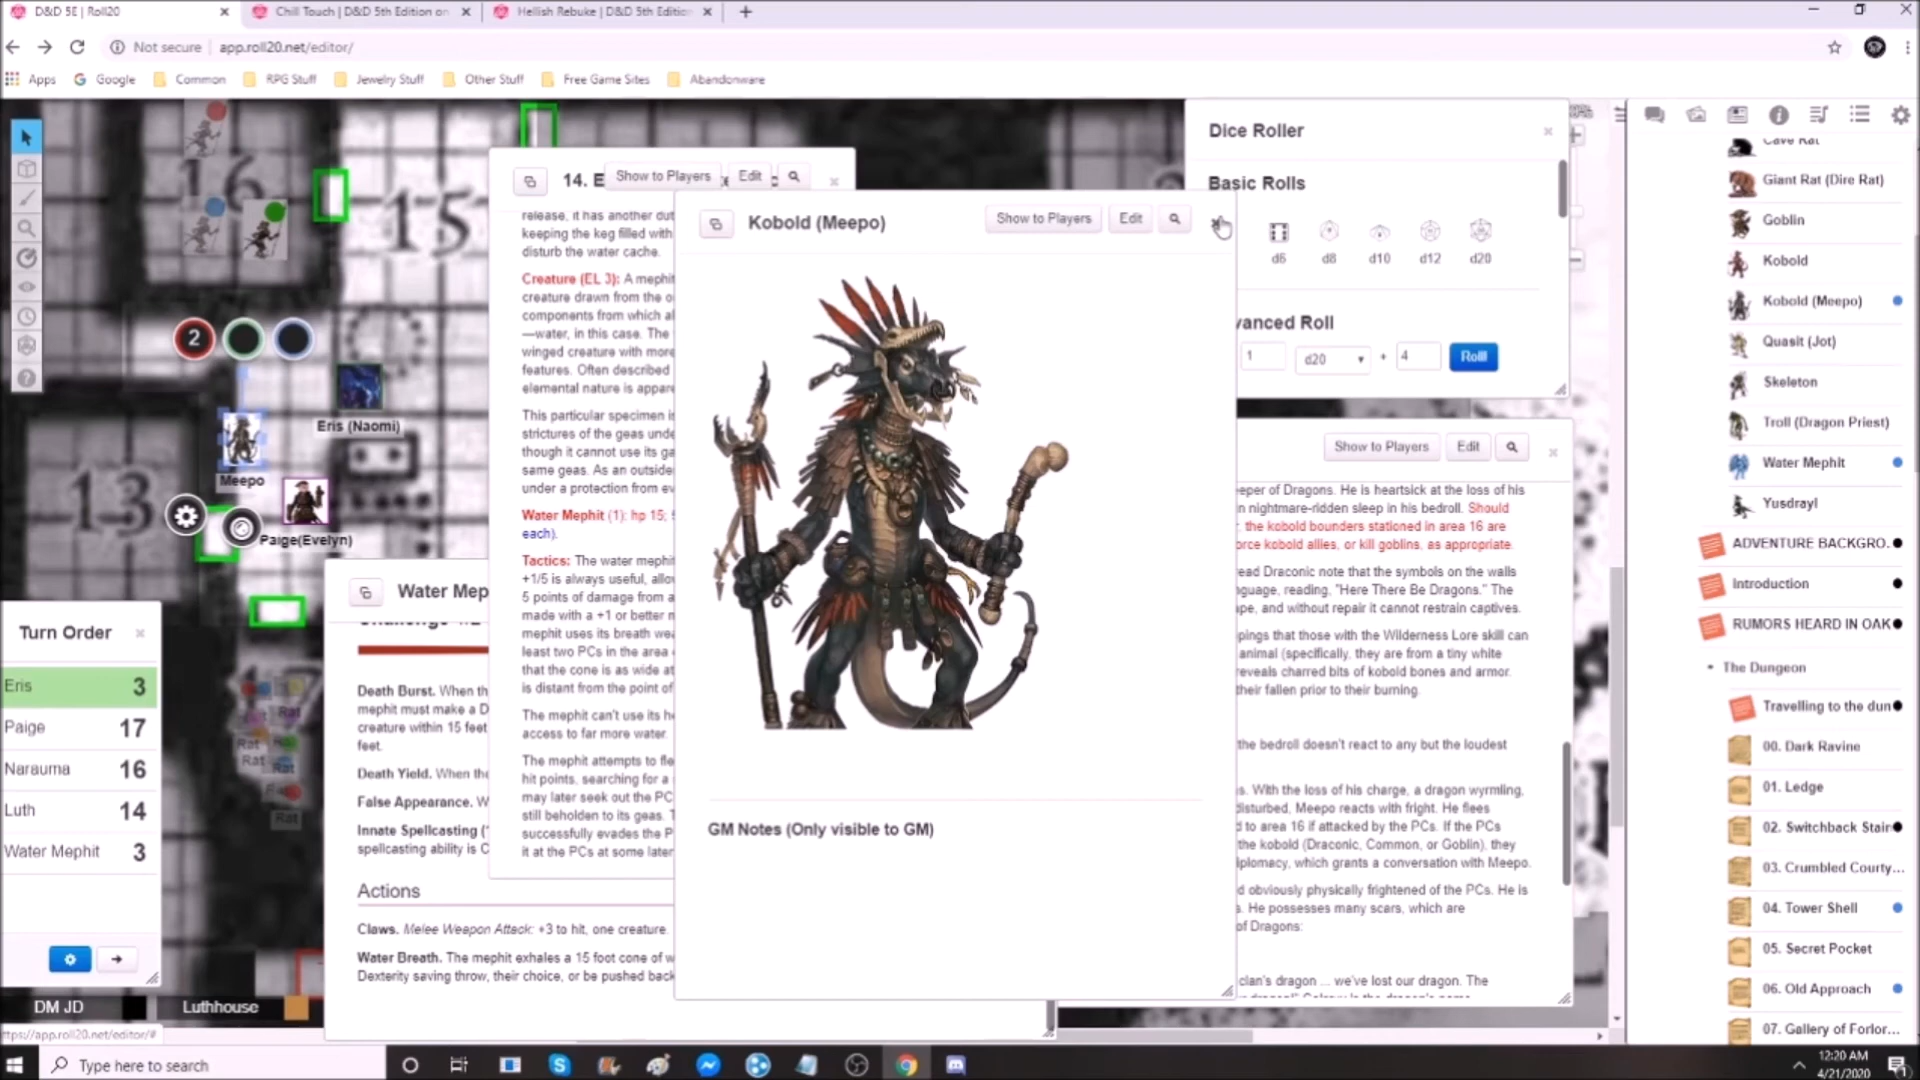 D&D 5E | Roll20
Chill Touch | D&D 5th Edition on
Hellish Rebuke | D&D 5th Edition
Not secure
app.roll20.net/editor/
Apps
Google
Common
RPG Stuff
Jewelry Stuff
Other Stuff
Free Game Sites
Abandonware
16
15
13
2
Eris (Naomi)
Meepo
Paige(Evelyn)
Rat
Rat
Rat
Rat
Rat
Turn Order
Eris 3
Paige 17
Narauma 16
Luth 14
Water Mephit 3
DM JD
Luthhouse
ttps://app.roll20.net/editor/#
Water Mep
Death Burst. When th
mephit must make a D
creature within 15 feet
feet.
Death Yield. When the
False Appearance. W
Innate Spellcasting (
spellcasting ability is C
Actions
Claws. Melee Weapon Attack: +3 to hit, one creature.
Water Breath. The mephit exhales a 15 foot cone of w
Dexterity saving throw, their choice, or be pushed back
14. E
Show to Players
Edit
release, it has another dut
keeping the keg filled with
disturb the water cache.
Creature (EL 3): A mephit
creature drawn from the o
components from which al
—water, in this case. The
winged creature with more
features. Often described
elemental nature is appare
This particular specimen is
strictures of the geas unde
though it cannot use its ga
same geas. As an outside
under a protection from ev
Water Mephit (1): hp 15;
each).
Tactics: The water mephit
+1/5 is always useful, allo
5 points of damage from a
made with a +1 or better m
mephit uses its breath wea
least two PCs in the area
that the cone is as wide at
is distant from the point of
The mephit can't use its he
access to far more water.
The mephit attempts to fle
hit points, searching for a
may later seek out the PC
still beholden to its geas. T
successfully evades the P
it at the PCs at some later
Kobold (Meepo)
Show to Players
Edit
GM Notes (Only visible to GM)
Dice Roller
Basic Rolls
d6
d8
d10
d12
d20
vanced Roll
1
d20
+
4
Roll!
Show to Players
Edit
eeper of Dragons. He is heartsick at the loss of his
n nightmare-ridden sleep in his bedroll. Should
, the kobold bounders stationed in area 16 are
orce kobold allies, or kill goblins, as appropriate.
read Draconic note that the symbols on the walls
nguage, reading, "Here There Be Dragons." The
ape, and without repair it cannot restrain captives.
ppings that those with the Wilderness Lore skill can
animal (specifically, they are from a tiny white
reveals charred bits of kobold bones and armor.
their fallen prior to their burning.
the bedroll doesn't react to any but the loudest
s. With the loss of his charge, a dragon wyrmling,
disturbed, Meepo reacts with fright. He flees
d to area 16 if attacked by the PCs. If the PCs
the kobold (Draconic, Common, or Goblin), they
iplomacy, which grants a conversation with Meepo.
d obviously physically frightened of the PCs. He is
s. He possesses many scars, which are
of Dragons:
clan's dragon ... we've lost our dragon. The
Cave Rat
Giant Rat (Dire Rat)
Goblin
Kobold
Kobold (Meepo)
Quasit (Jot)
Skeleton
Troll (Dragon Priest)
Water Mephit
Yusdrayl
ADVENTURE BACKGRO.
Introduction
RUMORS HEARD IN OAK
The Dungeon
Travelling to the dun
00. Dark Ravine
01. Ledge
02. Switchback Stair
03. Crumbled Courty...
04. Tower Shell
05. Secret Pocket
06. Old Approach
07. Gallery of Forlor...
Type here to search
12:20 AM
4/21/2020